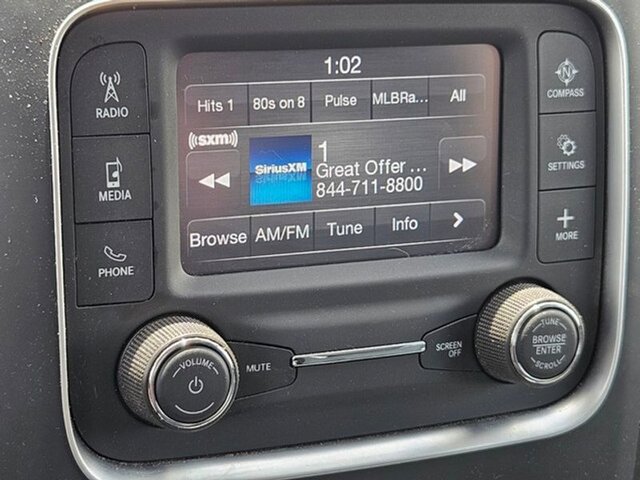 1:02
Hits 1 80s on 8 Pulse MLBRa... All
((sxm))
SiriusXM
1
Great Offer ...
844-711-8800
Browse AM/FM Tune Info
RADIO
MEDIA
PHONE
COMPASS
SETTINGS
MORE
VOLUME
MUTE
SCREEN
OFF
TUNE
BROWSE
ENTER
SCROLL